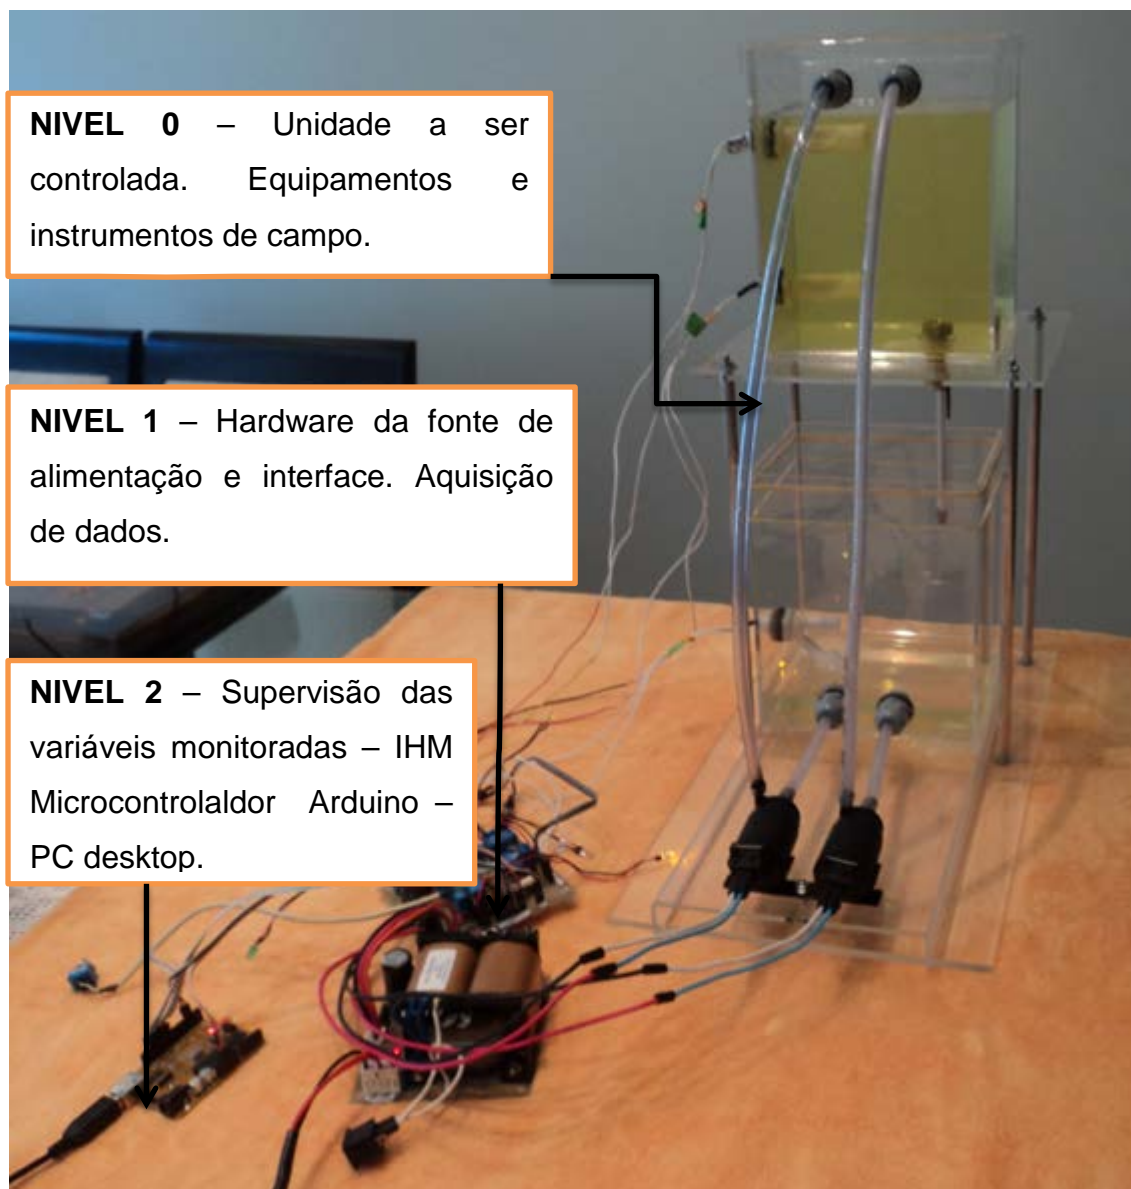 NIVEL 0 – Unidade a ser
controlada. Equipamentos e
instrumentos de campo.
NIVEL 1 – Hardware da fonte de
alimentação e interface. Aquisição
de dados.
NIVEL 2 – Supervisão das
variáveis monitoradas – IHM
Microcontrolaldor Arduino –
PC desktop.